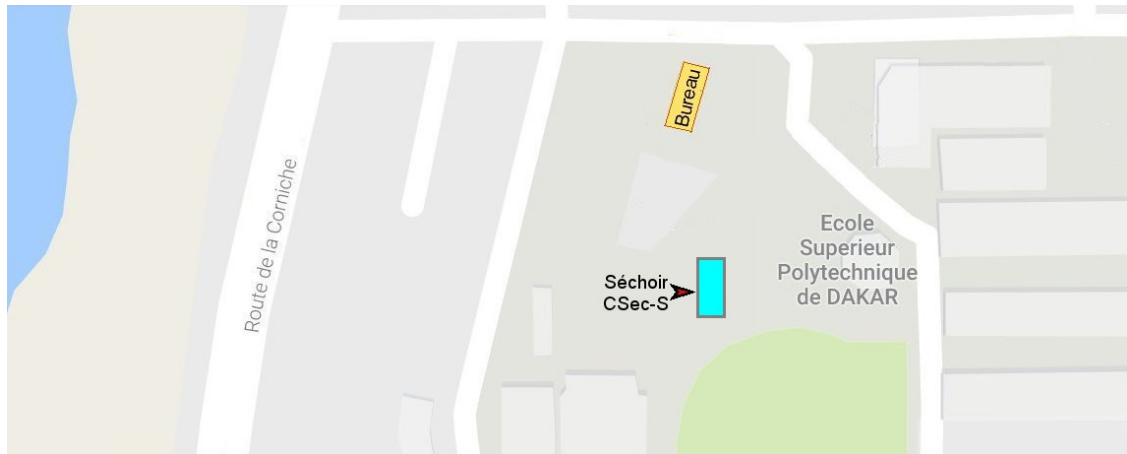 Bureau
Route de la Corniche
Ecole
Superieur
Polytechnique
de DAKAR
Séchoir
CSec-S